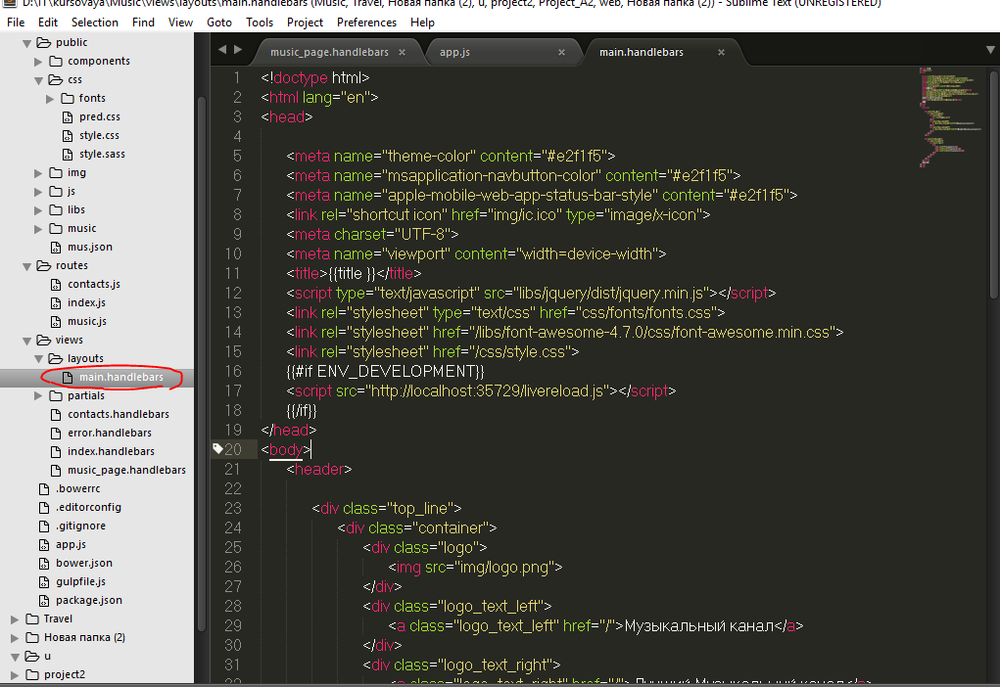 D:\IT\kursovaya\Music\views\layouts\main.handlebars (Music, Travel, Новая папка (2), u, project2, Project_A2, web, Новая папка (2)) - Sublime Text (UNREGISTERED)
File Edit Selection Find View Goto Tools Project Preferences Help
public
components
css
fonts
pred.css
style.css
style.sass
img
js
libs
music
mus.json
routes
contacts.js
index.js
music.js
views
layouts
main.handlebars
partials
contacts.handlebars
error.handlebars
index.handlebars
music_page.handlebars
.bowerrc
.editorconfig
.gitignore
app.js
bower.json
gulpfile.js
package.json
Travel
Новая папка (2)
u
project2
music_page.handlebars × app.js × main.handlebars ×
1 <!doctype html>
2 <html lang="en">
3 <head>
4
5 <meta name="theme-color" content="#e2f1f5">
6 <meta name="msapplication-navbutton-color" content="#e2f1f5">
7 <meta name="apple-mobile-web-app-status-bar-style" content="#e2f1f5">
8 <link rel="shortcut icon" href="img/ic.ico" type="image/x-icon">
9 <meta charset="UTF-8">
10 <meta name="viewport" content="width=device-width">
11 <title>{{title }}</title>
12 <script type="text/javascript" src="libs/jquery/dist/jquery.min.js"></script>
13 <link rel="stylesheet" type="text/css" href="css/fonts/fonts.css">
14 <link rel="stylesheet" href="/libs/font-awesome-4.7.0/css/font-awesome.min.css">
15 <link rel="stylesheet" href="/css/style.css">
16 {{#if ENV_DEVELOPMENT}}
17 <script src="http://localhost:35729/livereload.js"></script>
18 {{/if}}
19 </head>
20 <body>
21 <header>
22
23 <div class="top_line">
24 <div class="container">
25 <div class="logo">
26 <img src="img/logo.png">
27 </div>
28 <div class="logo_text_left">
29 <a class="logo_text_left" href="/">Музыкальный канал</a>
30 </div>
31 <div class="logo_text_right">
32 <a class="logo_text_right" href="/"> Лучший Музыкальный канал</a>